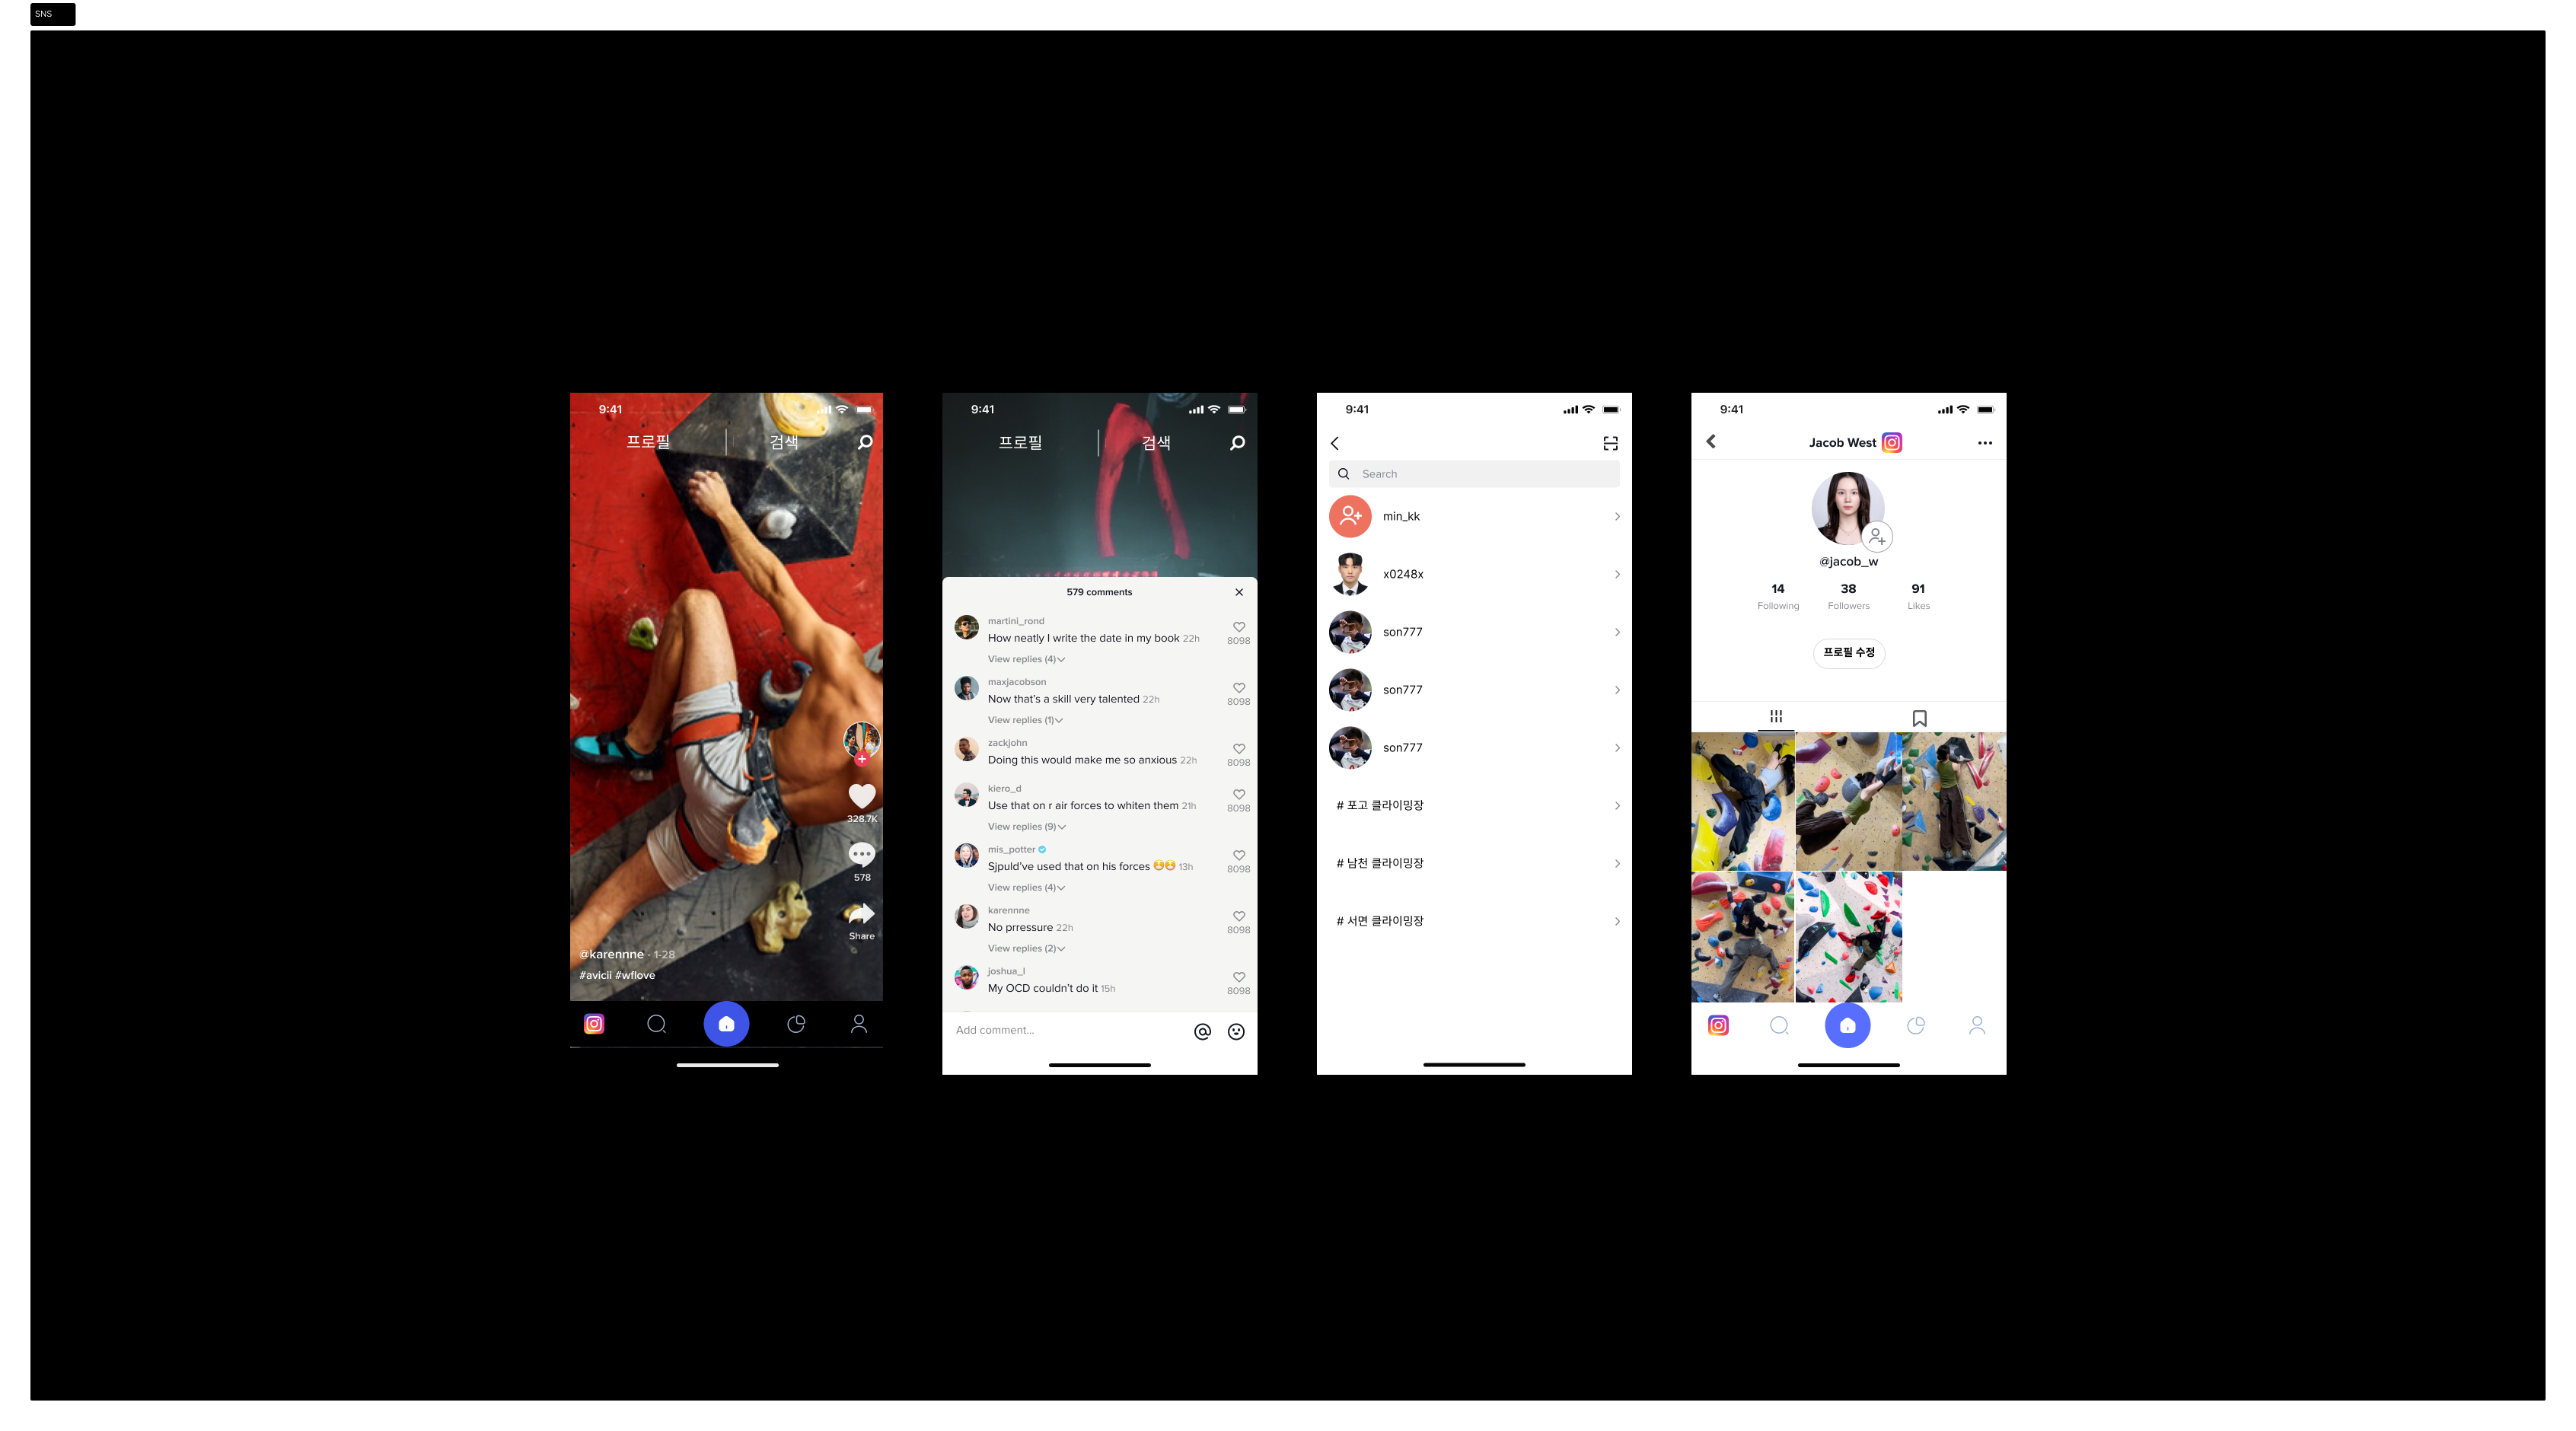 SNS
9:41
프로필
검색
328.7K
578
Share
@karennne · 1-28
#avicii #wflove
9:41
프로필
검색
579 comments
martini_rond
How neatly I write the date in my book 22h
8098
View replies (4)
maxjacobson
Now that's a skill very talented 22h
8098
View replies (1)
zackjohn
Doing this would make me so anxious 22h
8098
kiero_d
Use that on r air forces to whiten them 21h
8098
View replies (9)
mis_potter
Sjpuld've used that on his forces 13h
8098
View replies (4)
karennne
No prressure 22h
8098
View replies (2)
joshua_l
My OCD couldn't do it 15h
8098
Add comment...
9:41
Search
min_kk
x0248x
son777
son777
son777
# 포고 클라이밍장
# 남천 클라이밍장
# 서면 클라이밍장
9:41
Jacob West
@jacob_w
14
38
91
Following
Followers
Likes
프로필 수정